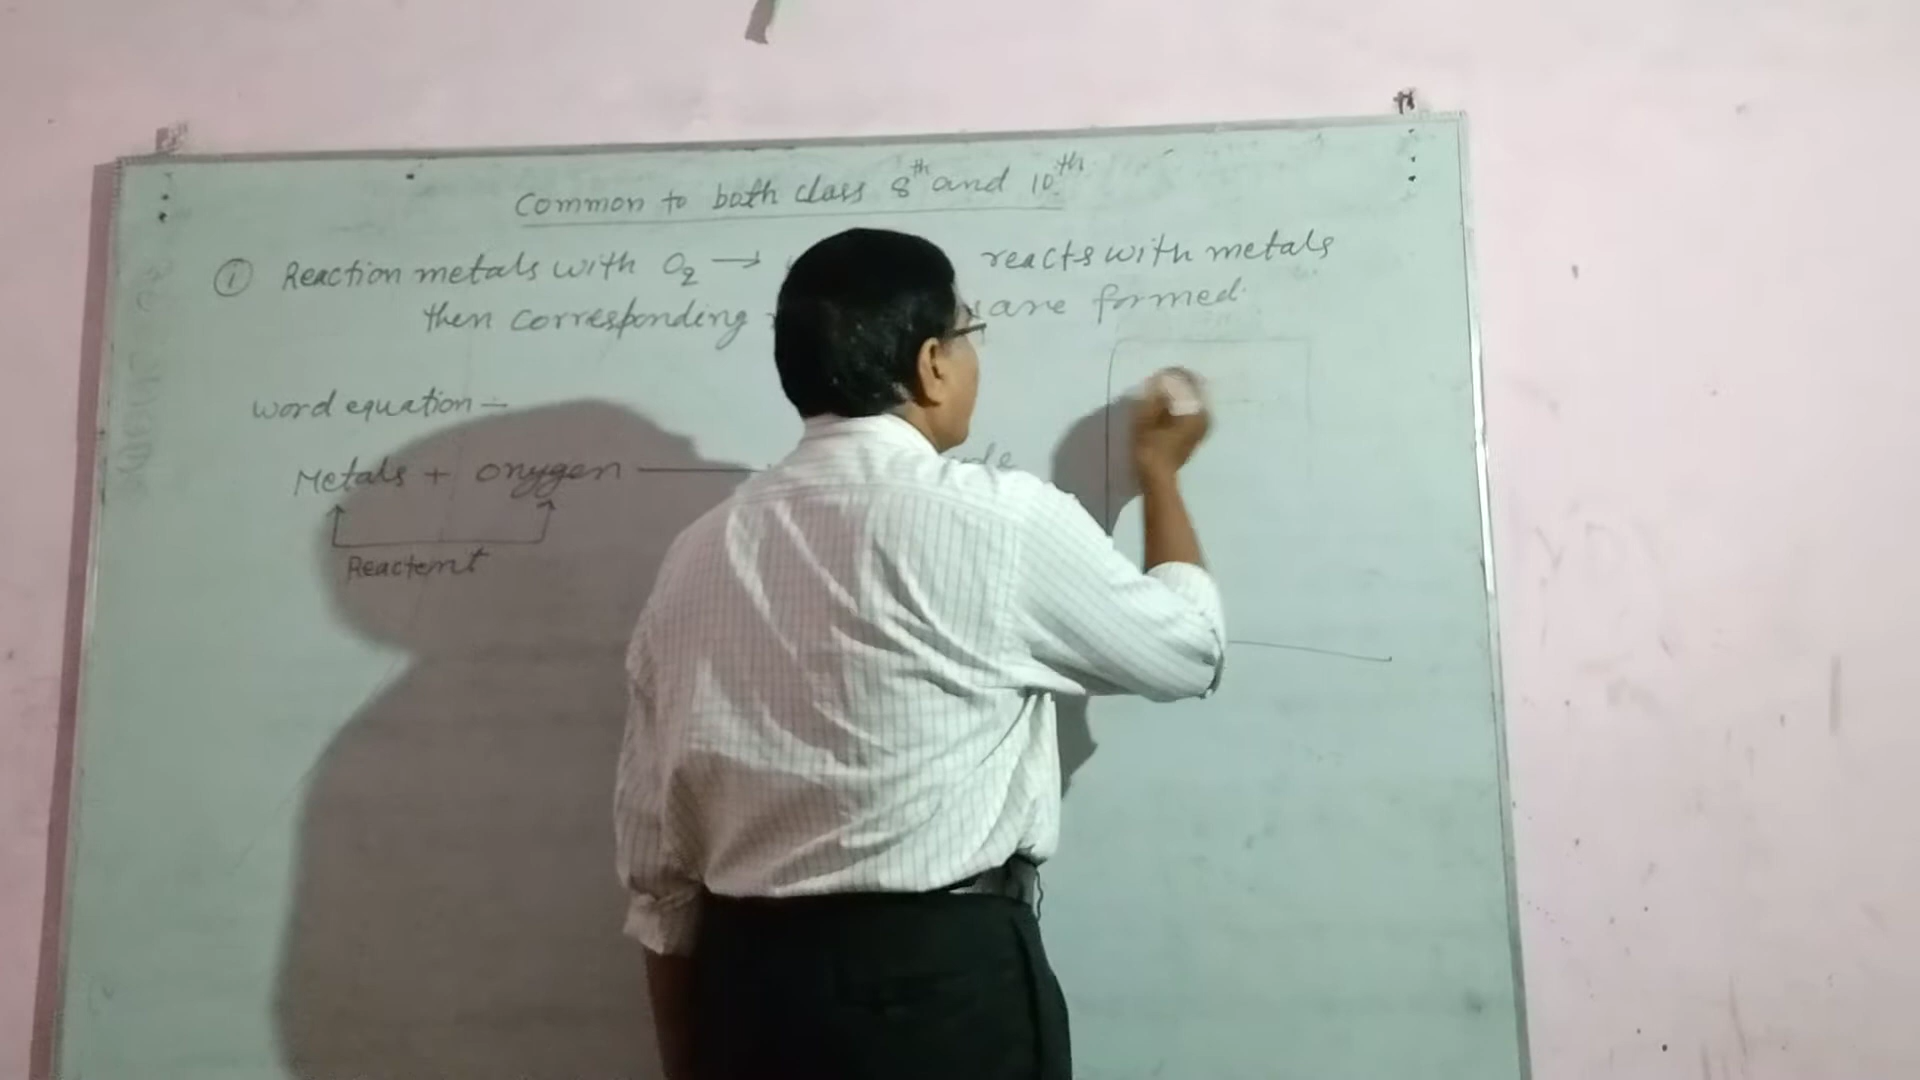 Common to both class 8th and 10th
① Reaction metals with O₂ → reacts with metals
then corresponding are formed.
word equation –
Metals + oxygen
Reactent